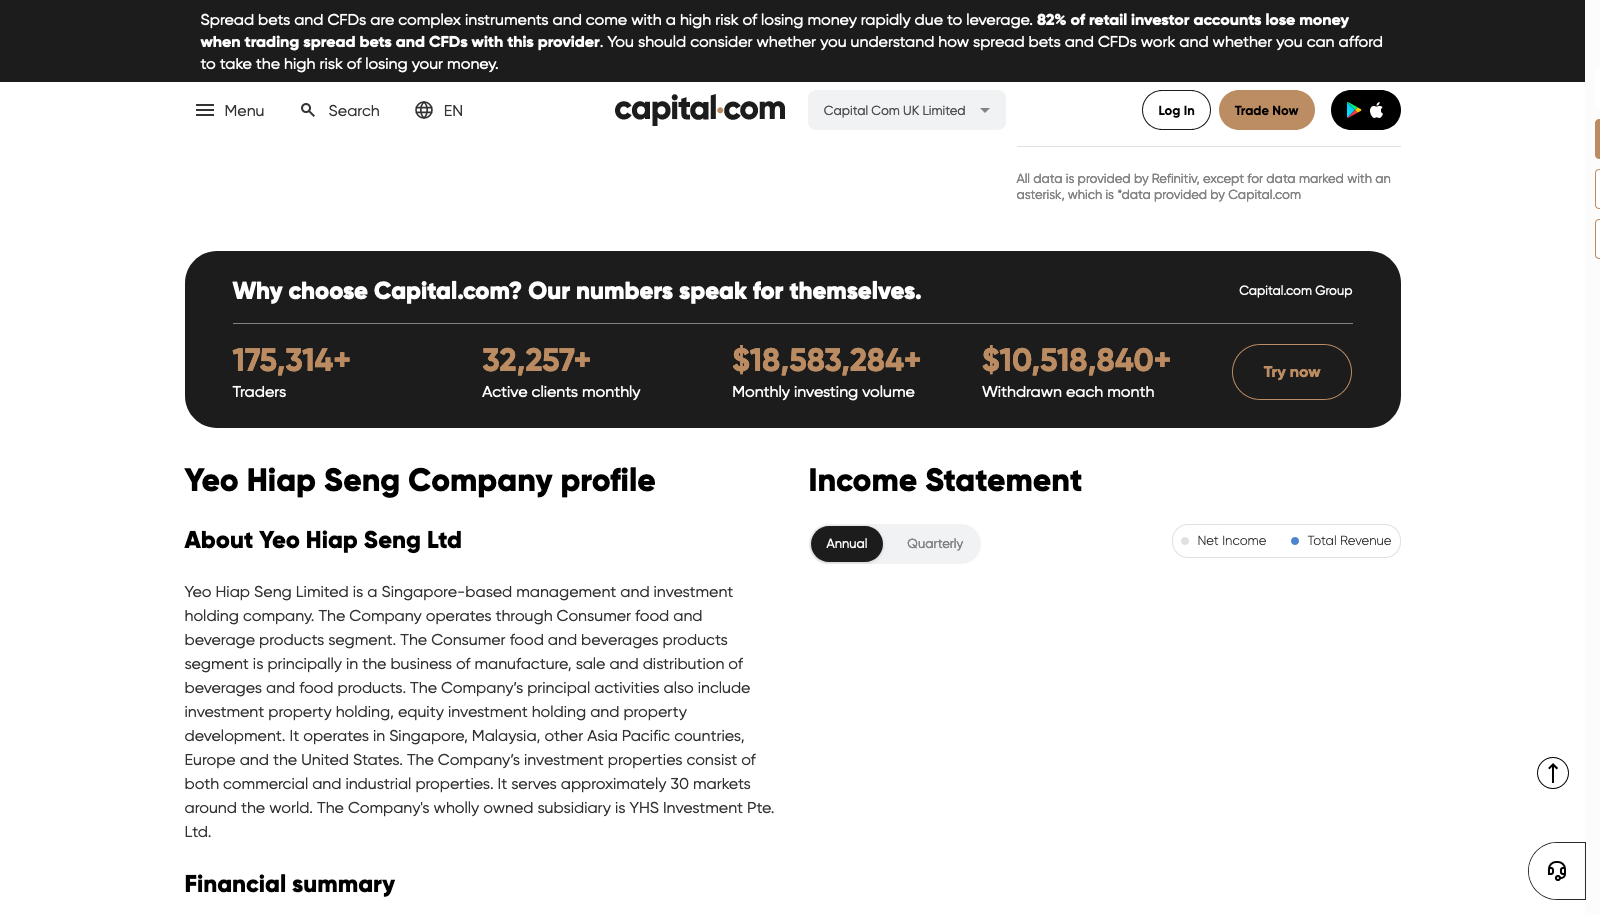 Spread bets and CFDs are complex instruments and come with a high risk of losing money rapidly due to leverage. 82% of retail investor accounts lose money
when trading spread bets and CFDs with this provider. You should consider whether you understand how spread bets and CFDs work and whether you can afford
to take the high risk of losing your money.
Menu Search EN capital.com Capital Com UK Limited Log In Trade Now
All data is provided by Refinitiv, except for data marked with an
asterisk, which is *data provided by Capital.com
Why choose Capital.com? Our numbers speak for themselves. Capital.com Group
175,314+ 32,257+ $18,583,284+ $10,518,840+ Try now
Traders Active clients monthly Monthly investing volume Withdrawn each month
Yeo Hiap Seng Company profile
About Yeo Hiap Seng Ltd
Yeo Hiap Seng Limited is a Singapore-based management and investment
holding company. The Company operates through Consumer food and
beverage products segment. The Consumer food and beverages products
segment is principally in the business of manufacture, sale and distribution of
beverages and food products. The Company's principal activities also include
investment property holding, equity investment holding and property
development. It operates in Singapore, Malaysia, other Asia Pacific countries,
Europe and the United States. The Company's investment properties consist of
both commercial and industrial properties. It serves approximately 30 markets
around the world. The Company's wholly owned subsidiary is YHS Investment Pte.
Ltd.
Financial summary
Income Statement
Annual Quarterly Net Income Total Revenue